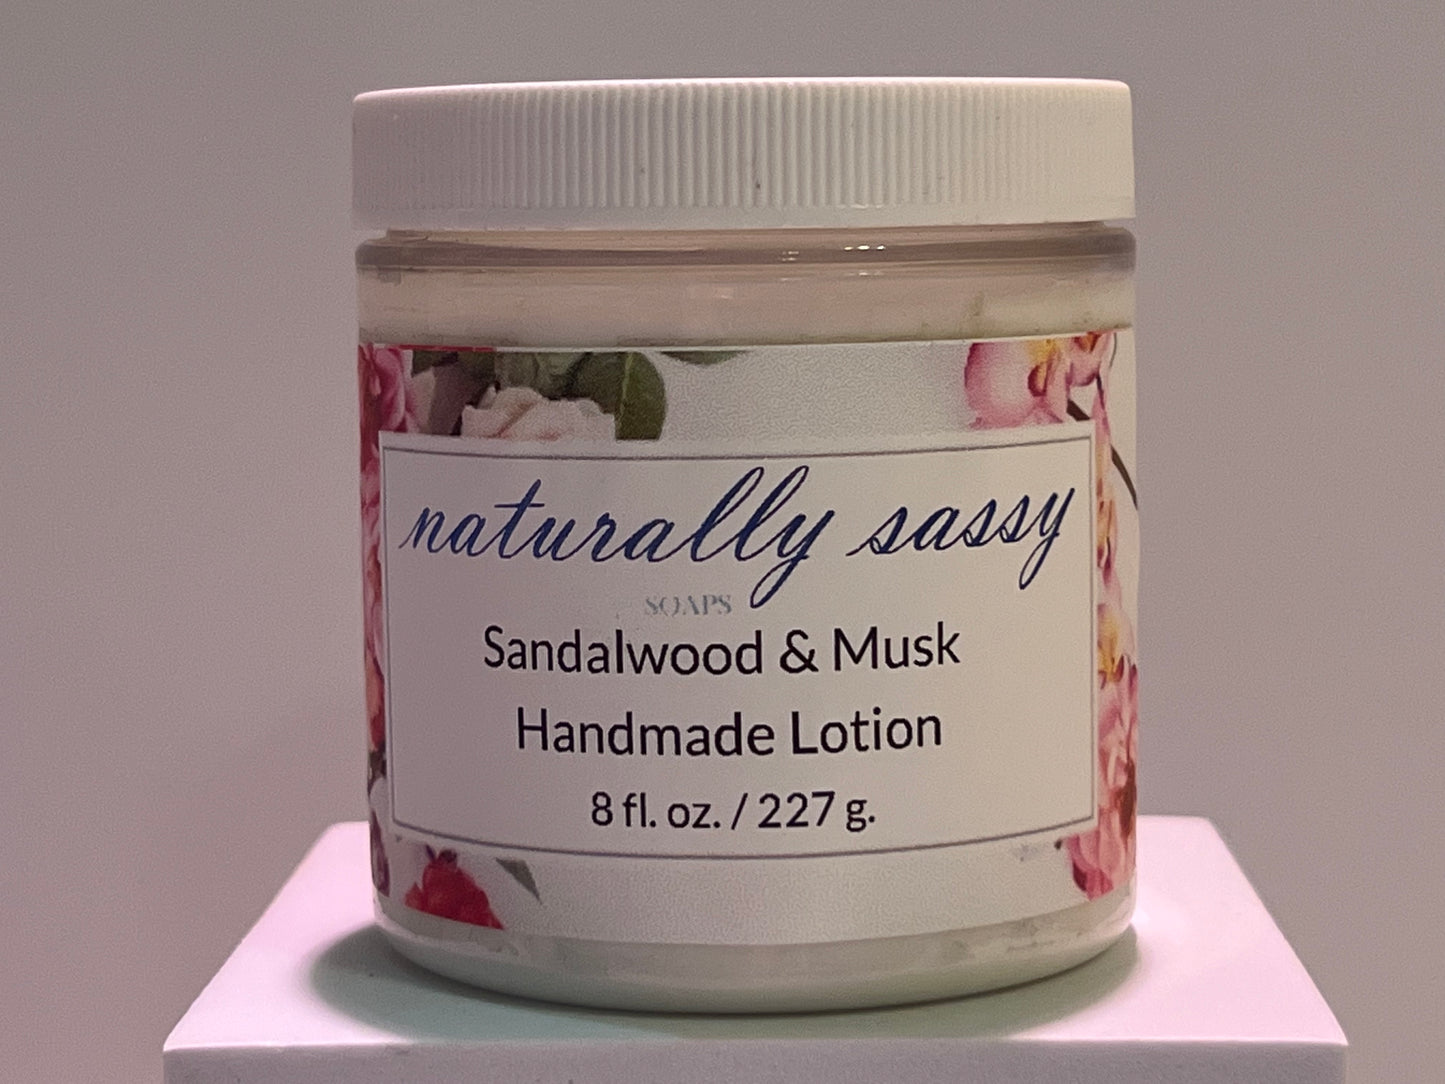 naturally sassy
SOAPS
Sandalwood & Musk
Handmade Lotion
8 fl. oz. / 227 g.